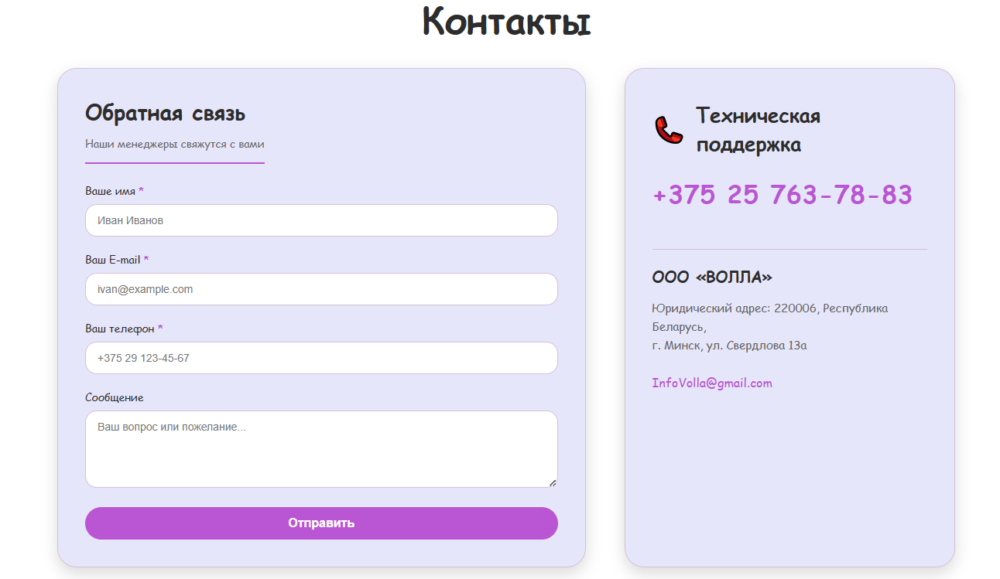 Контакты
Обратная связь
Наши менеджеры свяжутся с вами
Ваше имя *
Иван Иванов
Ваш E-mail *
ivan@example.com
Ваш телефон *
+375 29 123-45-67
Сообщение
Ваш вопрос или пожелание...
Отправить
Техническая
поддержка
+375 25 763-78-83
ООО «ВОЛЛА»
Юридический адрес: 220006, Республика
Беларусь,
г. Минск, ул. Свердлова 13а
InfoVolla@gmail.com